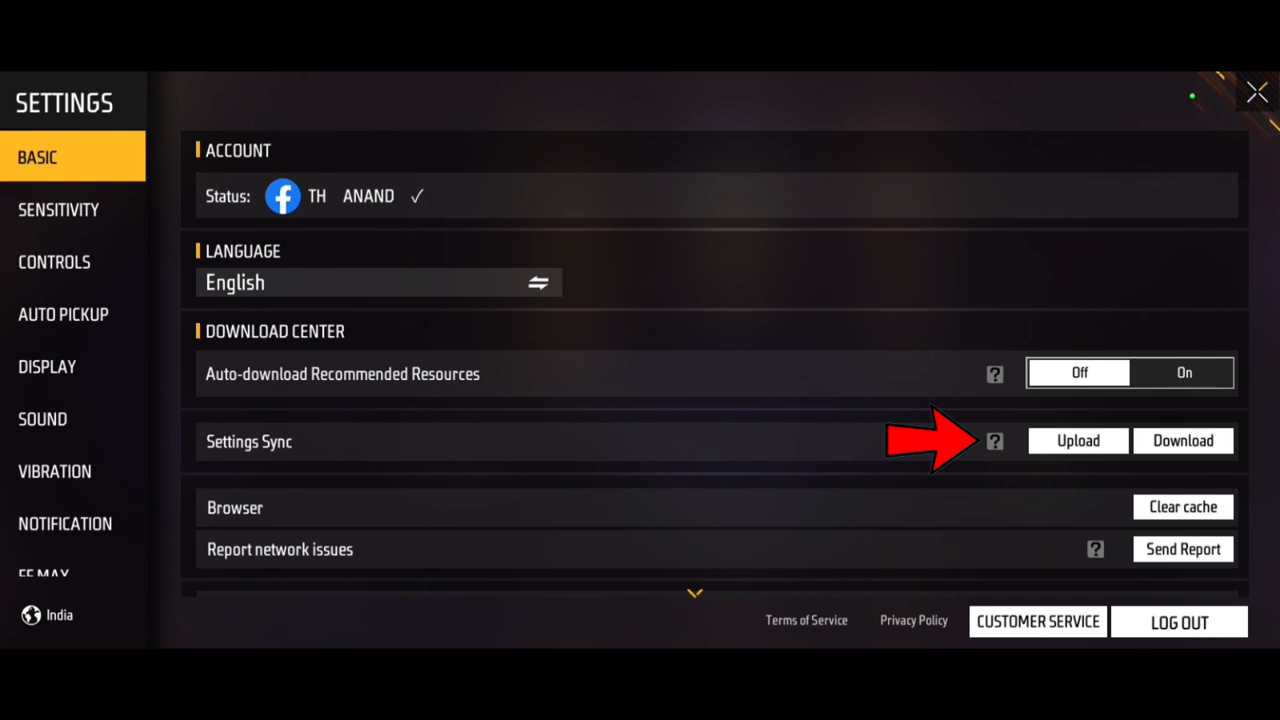 SETTINGS
BASIC
SENSITIVITY
CONTROLS
AUTO PICKUP
DISPLAY
SOUND
VIBRATION
NOTIFICATION
FF MAX
India
ACCOUNT
Status: TH ANAND ✓
LANGUAGE
English
DOWNLOAD CENTER
Auto-download Recommended Resources ? Off On
Settings Sync ? Upload Download
Browser Clear cache
Report network issues ? Send Report
Terms of Service Privacy Policy CUSTOMER SERVICE LOG OUT